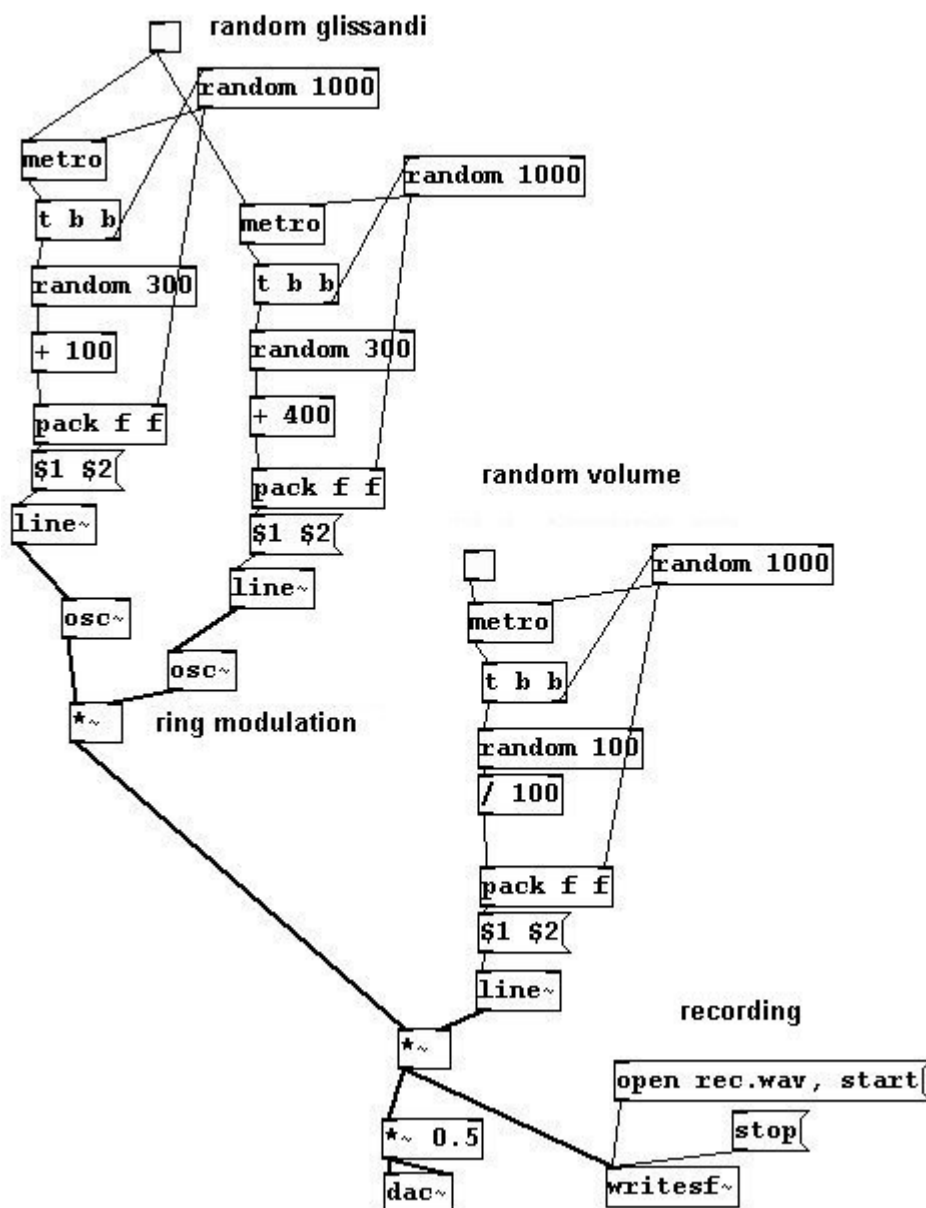 random glissandi
random 1000
metro
random 1000
t b b
metro
random 300
t b b
+ 100
random 300
pack f f
+ 400
$1 $2
pack f f
random volume
line~
$1 $2
random 1000
line~
osc~
metro
osc~
t b b
*~
ring modulation
random 100
/ 100
pack f f
$1 $2
line~
recording
*~
open rec.wav, start
stop
*~ 0.5
dac~
writesf~